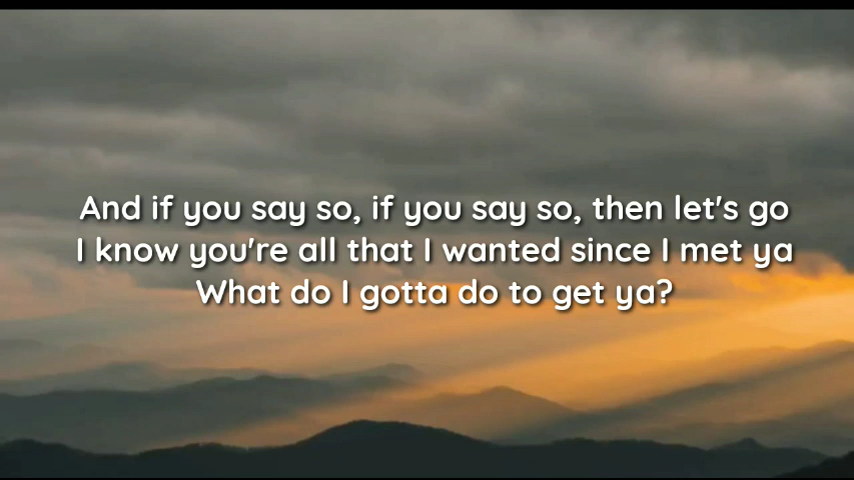 And if you say so, if you say so, then let's go
I know you're all that I wanted since I met ya
What do I gotta do to get ya?